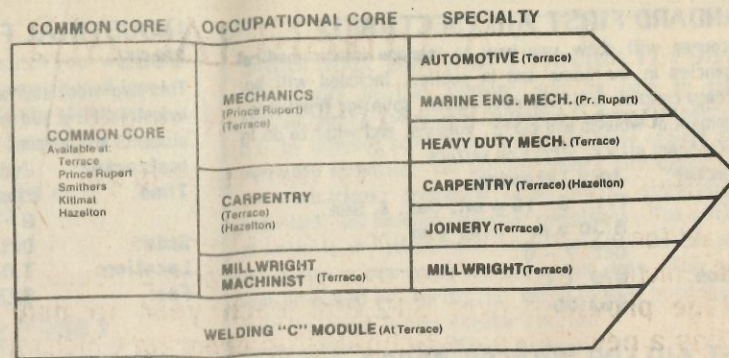 COMMON CORE OCCUPATIONAL CORE SPECIALTY
COMMON CORE
Available at:
Terrace
Prince Rupert
Smithers
Kitimat
Hazelton
MECHANICS
(Prince Rupert)
(Terrace)
CARPENTRY
(Terrace)
(Hazelton)
MILLWRIGHT
MACHINIST (Terrace)
AUTOMOTIVE (Terrace)
MARINE ENG. MECH. (Pr. Rupert)
HEAVY DUTY MECH. (Terrace)
CARPENTRY (Terrace) (Hazelton)
JOINERY (Terrace)
MILLWRIGHT(Terrace)
WELDING "C" MODULE (At Terrace)